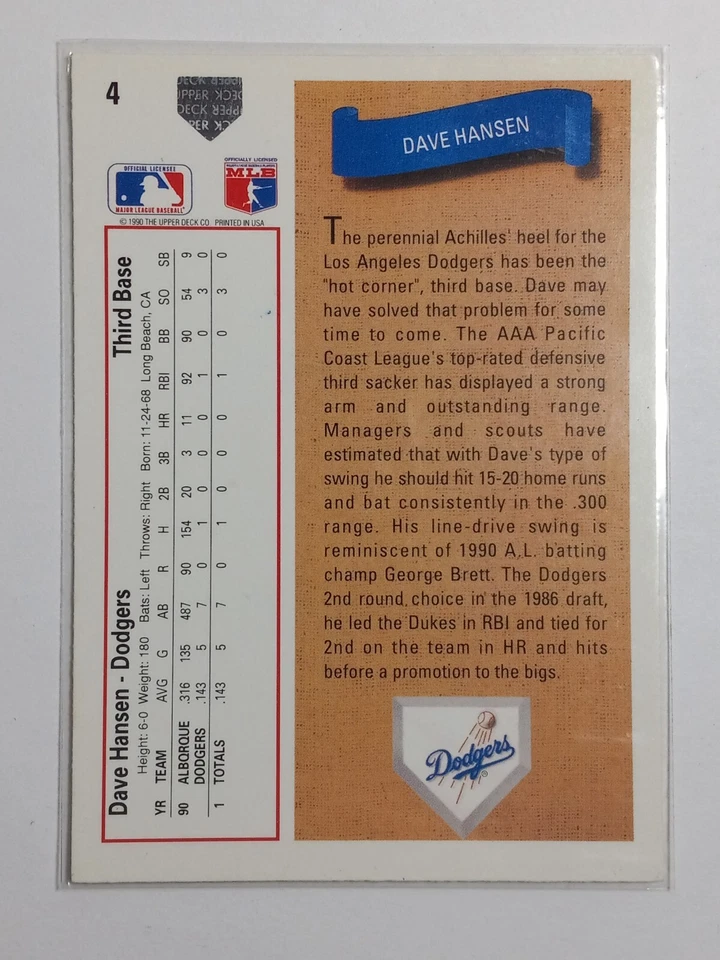 4
UPPER DECK
OFFICIAL LICENSEE
MAJOR LEAGUE BASEBALL
OFFICIALLY LICENSED
MLB
© 1990 THE UPPER DECK CO. PRINTED IN USA
Dave Hansen - Dodgers Third Base
Height: 6-0 Weight: 180 Bats: Left Throws: Right Born: 11-24-68 Long Beach, CA
YR TEAM AVG G AB R H 2B 3B HR RBI BB SO SB
90 ALBORQUE .316 135 487 90 154 20 3 11 92 90 54 9
DODGERS .143 5 7 0 1 0 0 0 1 0 3 0
1 TOTALS .143 5 7 0 1 0 0 0 1 0 3 0
DAVE HANSEN
The perennial Achilles' heel for the
Los Angeles Dodgers has been the
"hot corner", third base. Dave may
have solved that problem for some
time to come. The AAA Pacific
Coast League's top-rated defensive
third sacker has displayed a strong
arm and outstanding range.
Managers and scouts have
estimated that with Dave's type of
swing he should hit 15-20 home runs
and bat consistently in the .300
range. His line-drive swing is
reminiscent of 1990 A.L. batting
champ George Brett. The Dodgers
2nd round choice in the 1986 draft,
he led the Dukes in RBI and tied for
2nd on the team in HR and hits
before a promotion to the bigs.
Dodgers